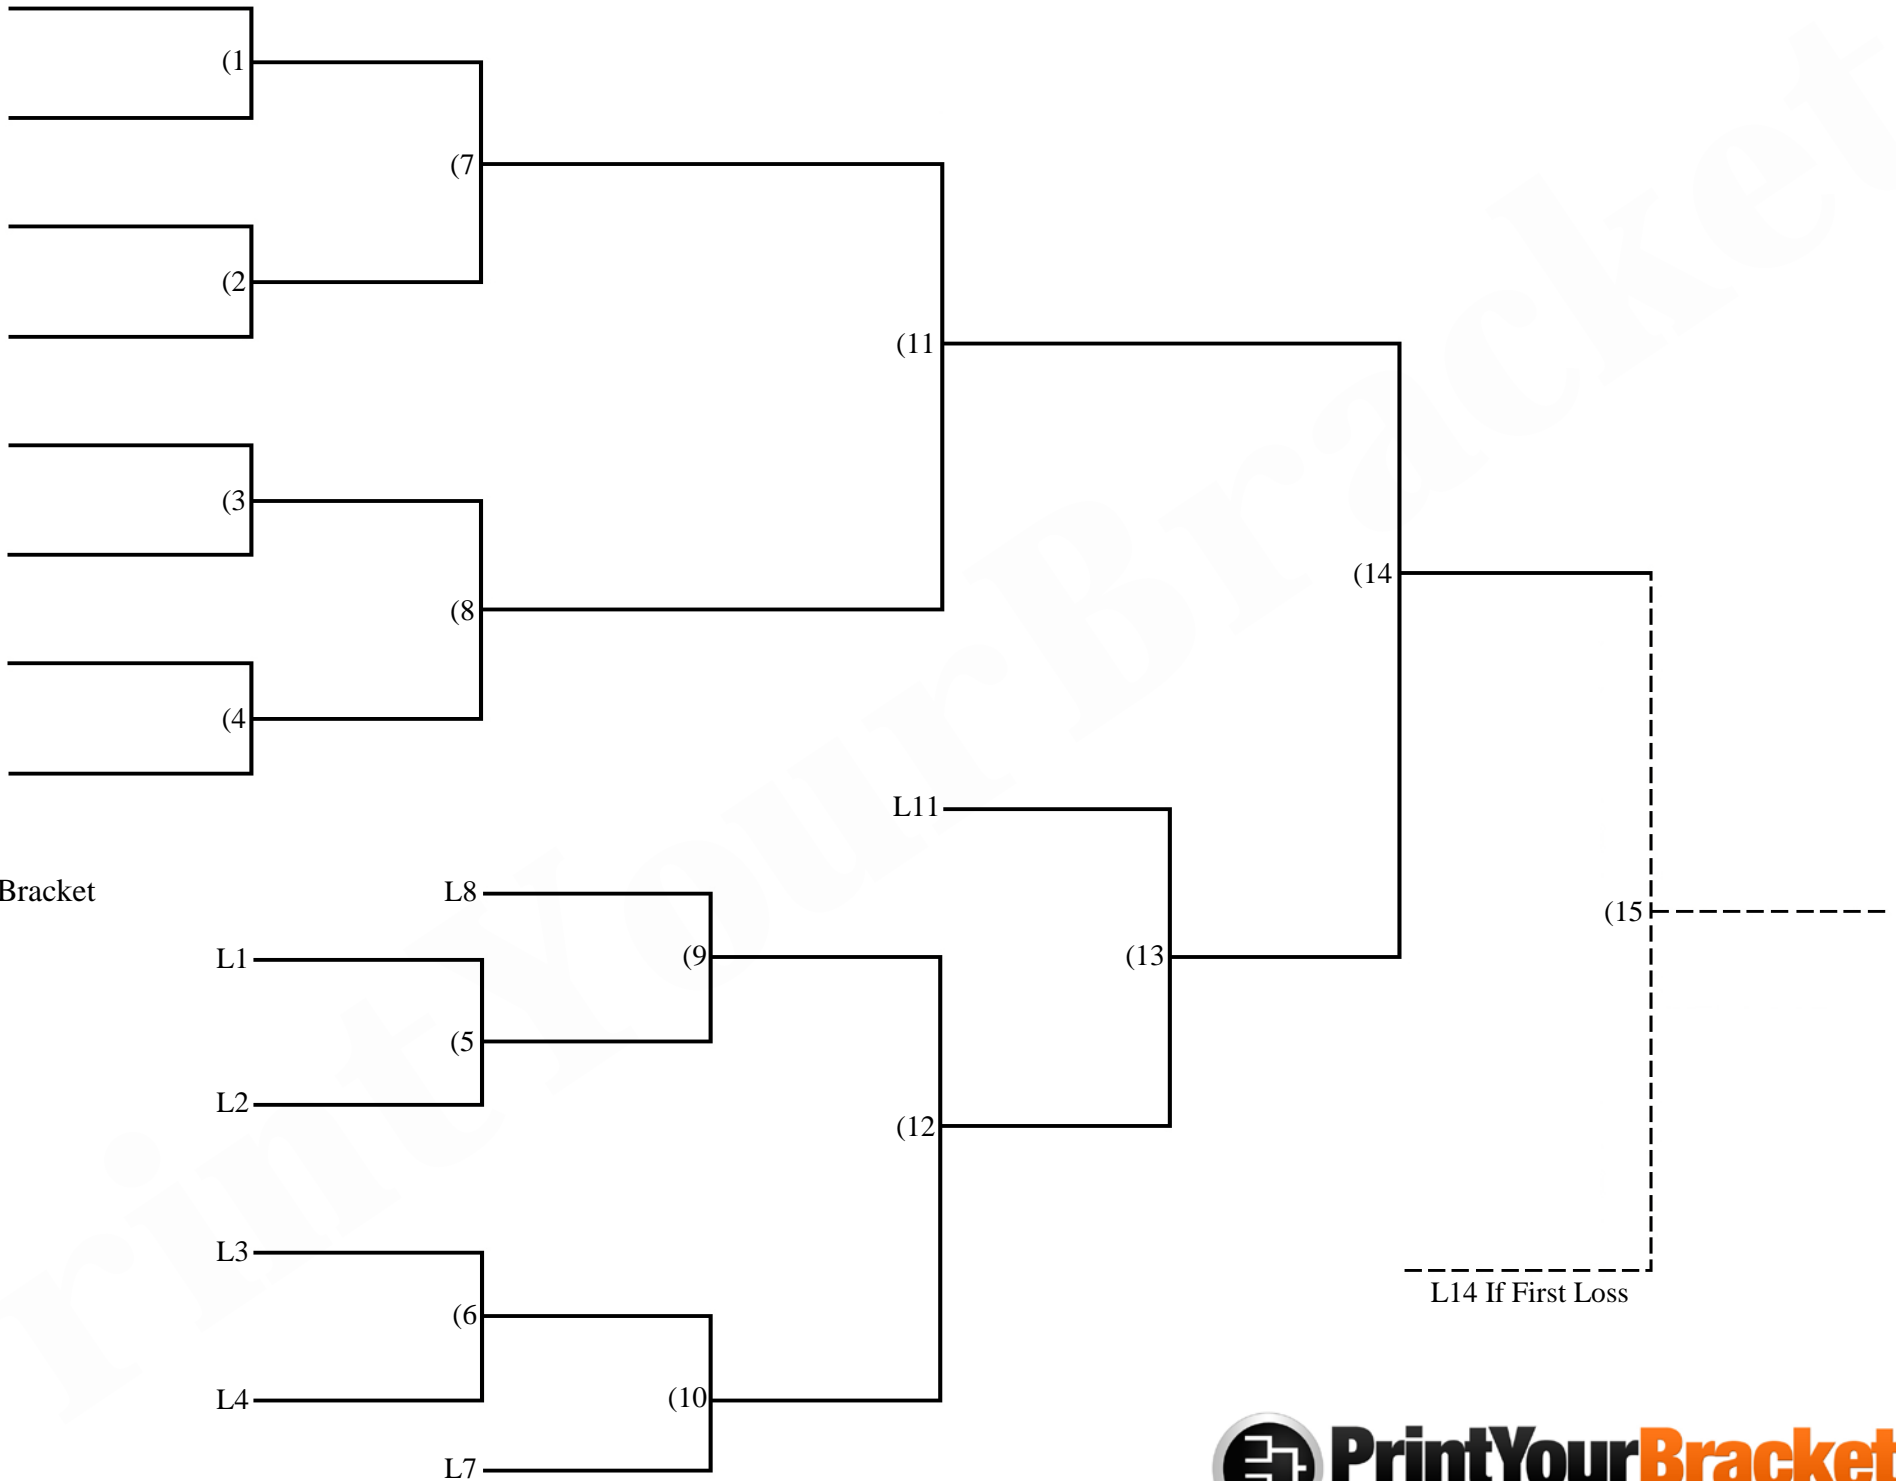 (1
(7
(2
(11
(3
(14
(8
(4
L11
Bracket
L8
(15
L1
(9
(13
(5
L2
(12
L3
L14 If First Loss
(6
L4
(10
L7
PrintYourBracket
rintYourBracket